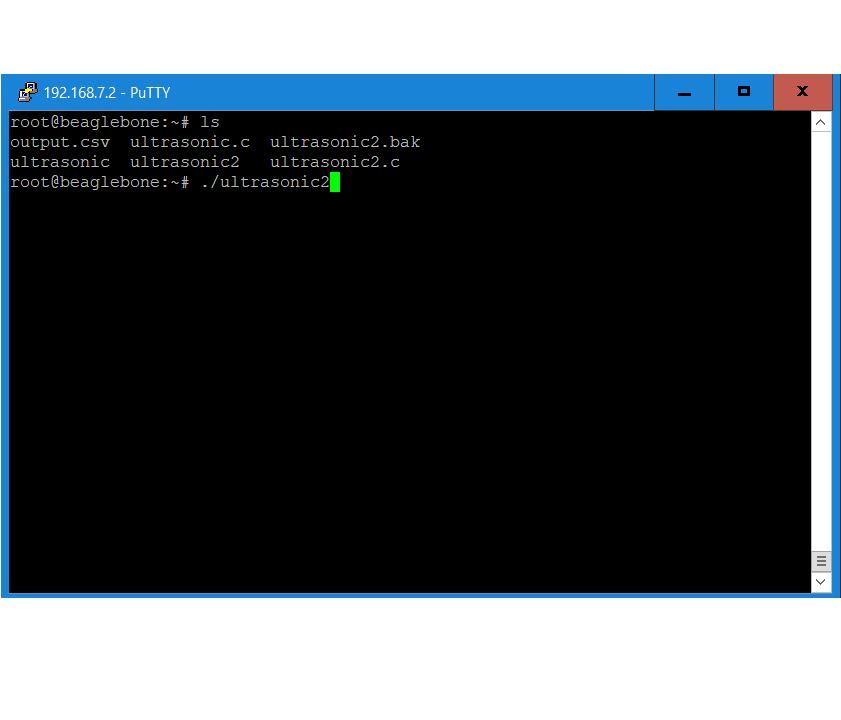 192.168.7.2 - PuTTY
root@beaglebone:~# ls
output.csv  ultrasonic.c  ultrasonic2.bak
ultrasonic  ultrasonic2   ultrasonic2.c
root@beaglebone:~# ./ultrasonic2